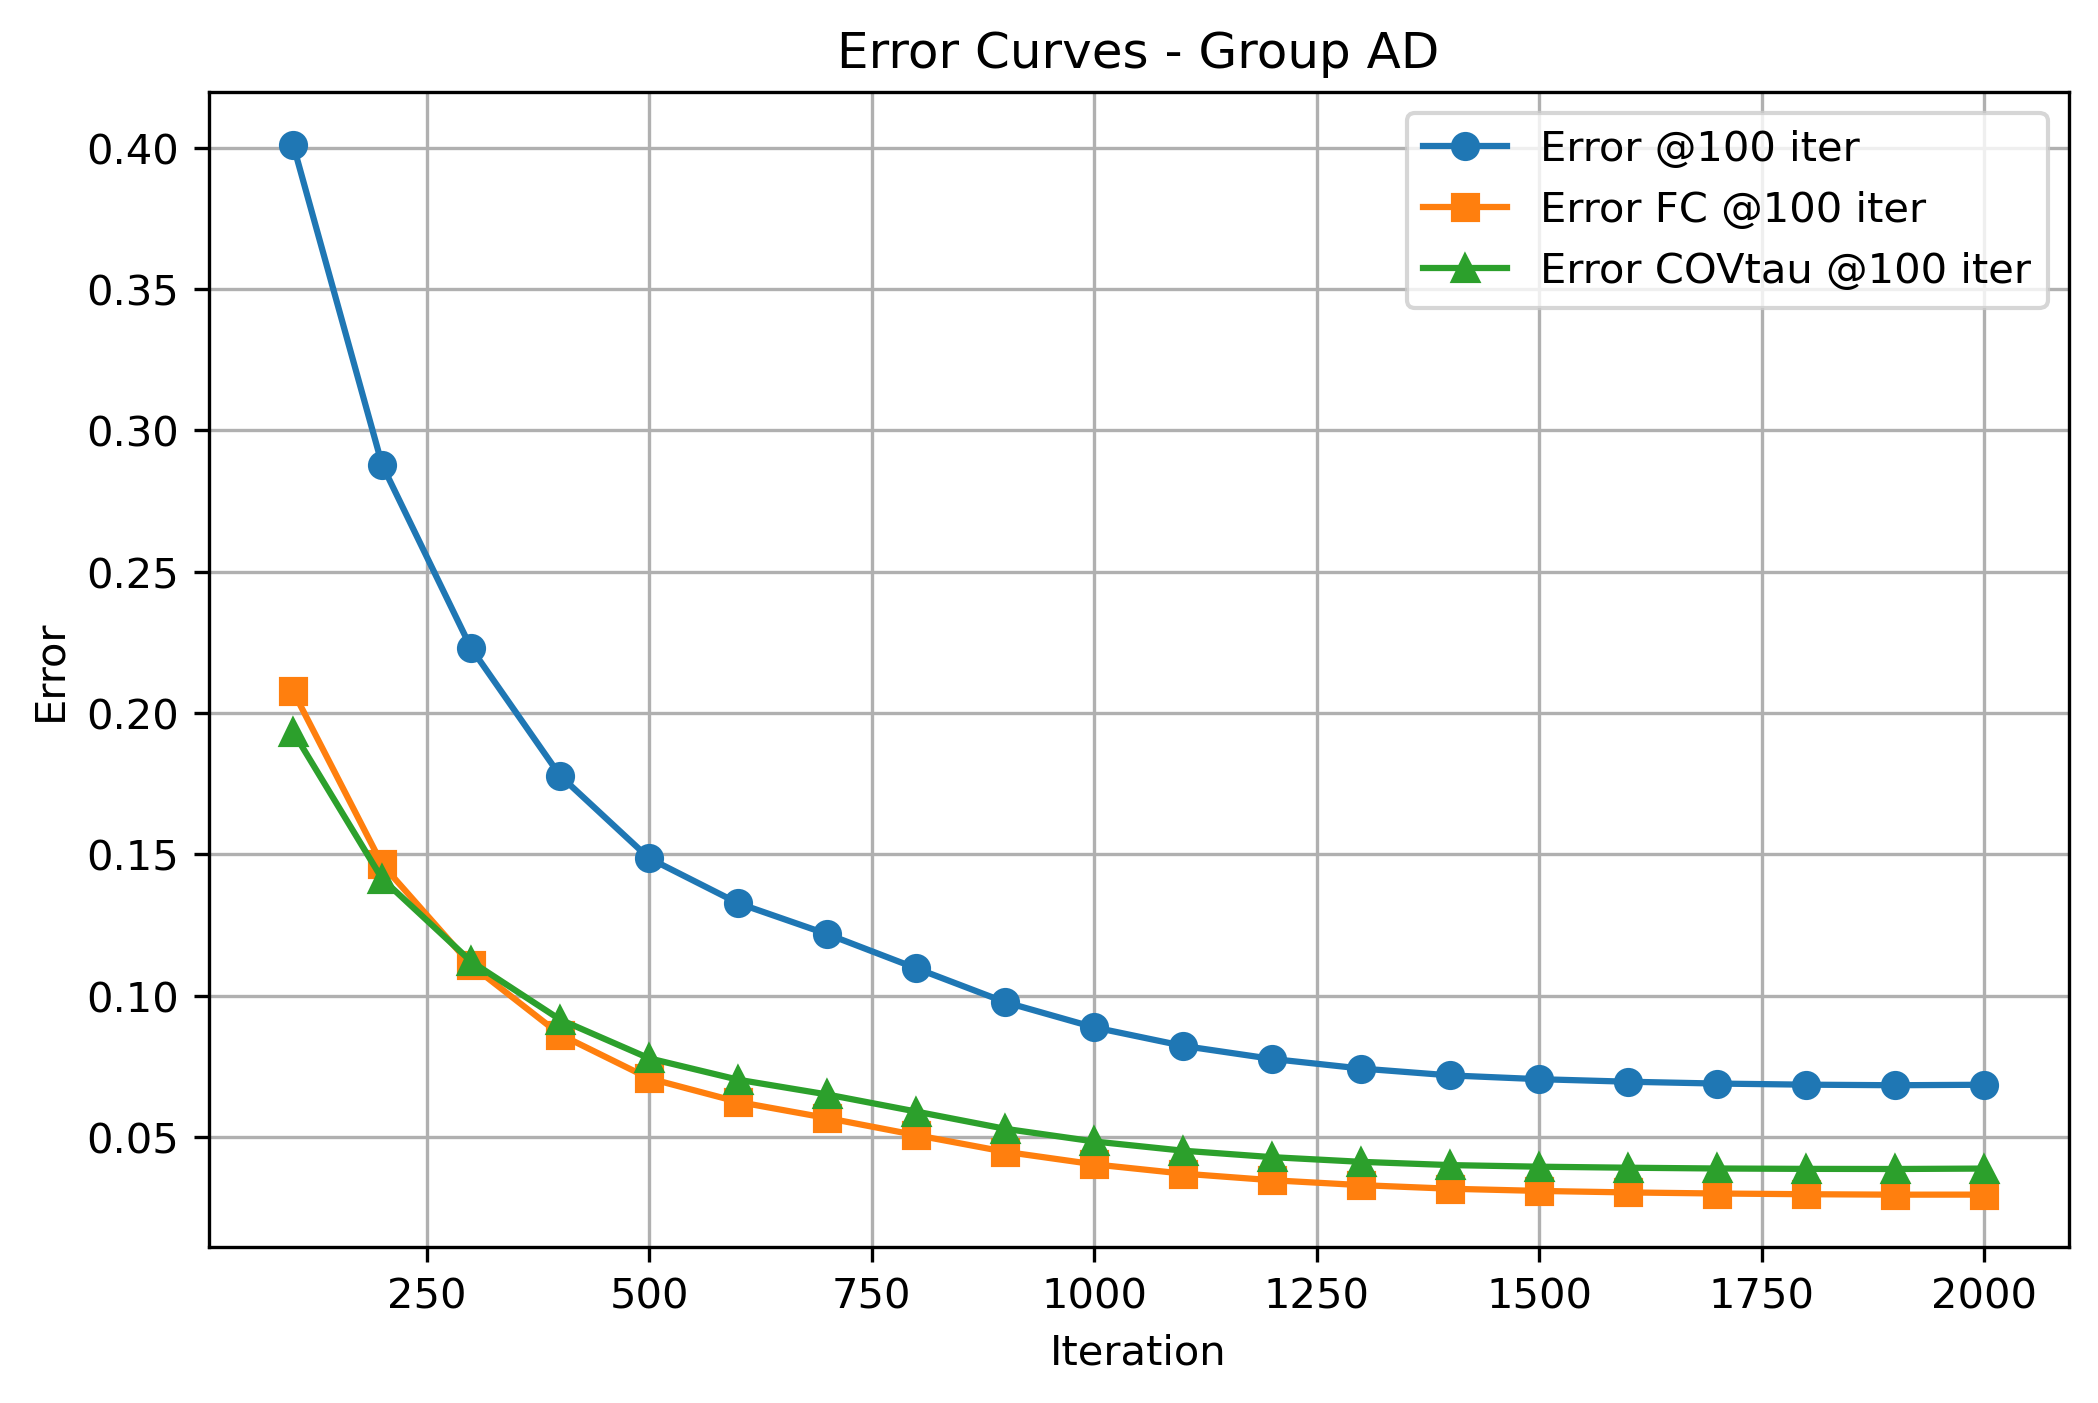 Error Curves - Group AD
Error @100 iter
Error FC @100 iter
Error COVtau @100 iter
0.40
0.35
0.30
0.25
0.20
0.15
0.10
0.05
Error
250 500 750 1000 1250 1500 1750 2000
Iteration